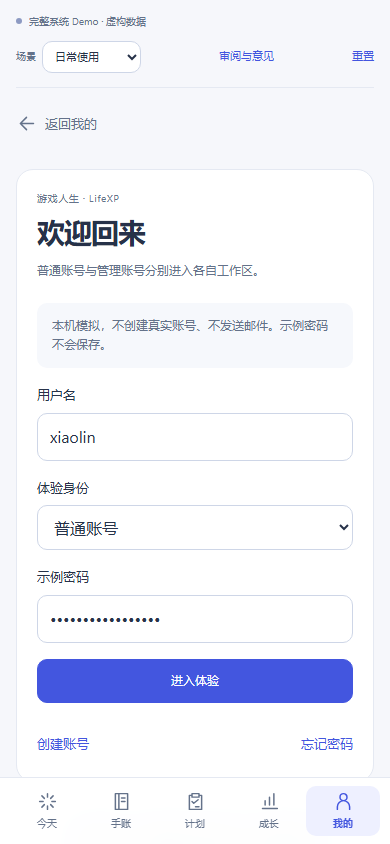 完整系统 Demo · 虚构数据
场景 日常使用 审阅与意见 重置
返回我的
游戏人生 · LifeXP
欢迎回来
普通账号与管理账号分别进入各自工作区。
本机模拟，不创建真实账号、不发送邮件。示例密码
不会保存。
用户名
xiaolin
体验身份
普通账号
示例密码
•••••••••••••••••
进入体验
创建账号 忘记密码
今天 手账 计划 成长 我的